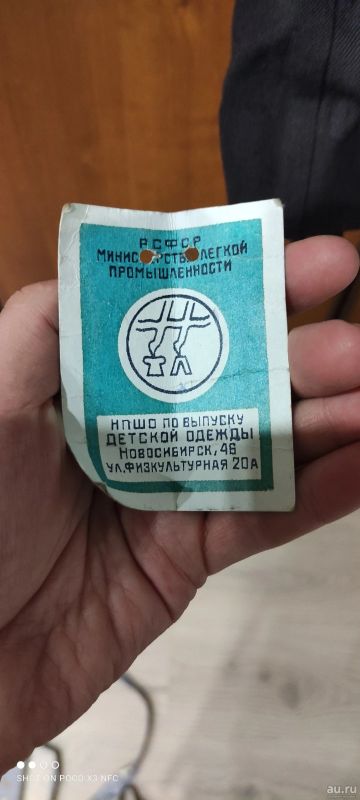 РСФСР
МИНИСТЕРСТВО ЛЕГКОЙ
ПРОМЫШЛЕННОСТИ
НПШО ПО ВЫПУСКУ
ДЕТСКОЙ ОДЕЖДЫ
НОВОСИБИРСК, 46
УЛ. ФИЗКУЛЬТУРНАЯ 20А
SHOT ON POCO X3 NFC
au.ru